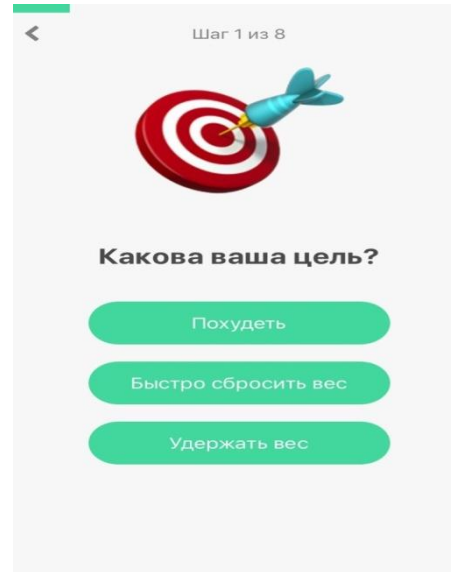 Шаг 1 из 8
Какова ваша цель?
Похудеть
Быстро сбросить вес
Удержать вес